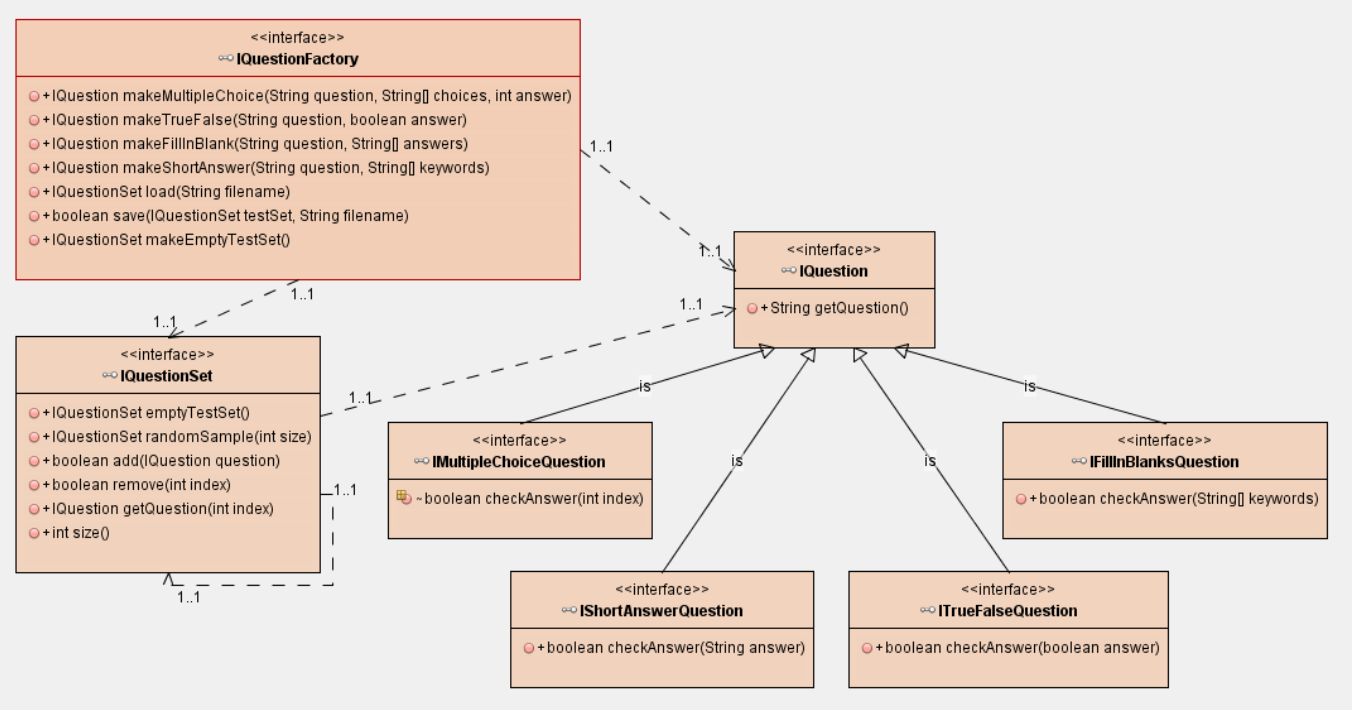 <<interface>>
IQuestionFactory
+IQuestion makeMultipleChoice(String question, String[] choices, int answer)
+IQuestion makeTrueFalse(String question, boolean answer)
+IQuestion makeFillInBlank(String question, String[] answers)
+IQuestion makeShortAnswer(String question, String[] keywords)
+IQuestionSet load(String filename)
+boolean save(IQuestionSet testSet, String filename)
+IQuestionSet makeEmptyTestSet()
1..1
1..1
1..1
1..1
<<interface>>
IQuestion
+String getQuestion()
<<interface>>
IQuestionSet
+IQuestionSet emptyTestSet()
+IQuestionSet randomSample(int size)
+boolean add(IQuestion question)
+boolean remove(int index)
+IQuestion getQuestion(int index)
+int size()
1..1
1..1
1..1
1..1
is
is
is
is
<<interface>>
IMultipleChoiceQuestion
~boolean checkAnswer(int index)
<<interface>>
IFillInBlanksQuestion
+boolean checkAnswer(String[] keywords)
<<interface>>
IShortAnswerQuestion
+boolean checkAnswer(String answer)
<<interface>>
ITrueFalseQuestion
+boolean checkAnswer(boolean answer)